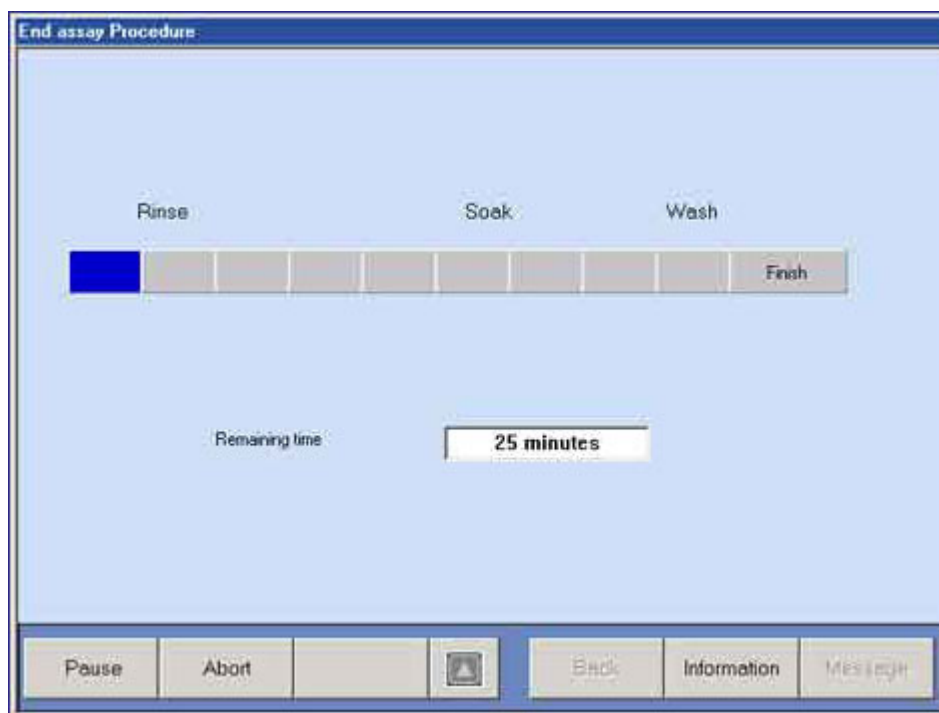 End assay Procedure
Rinse Soak Wash
Finish
Remaining time 25 minutes
Pause Abort Back Information Message